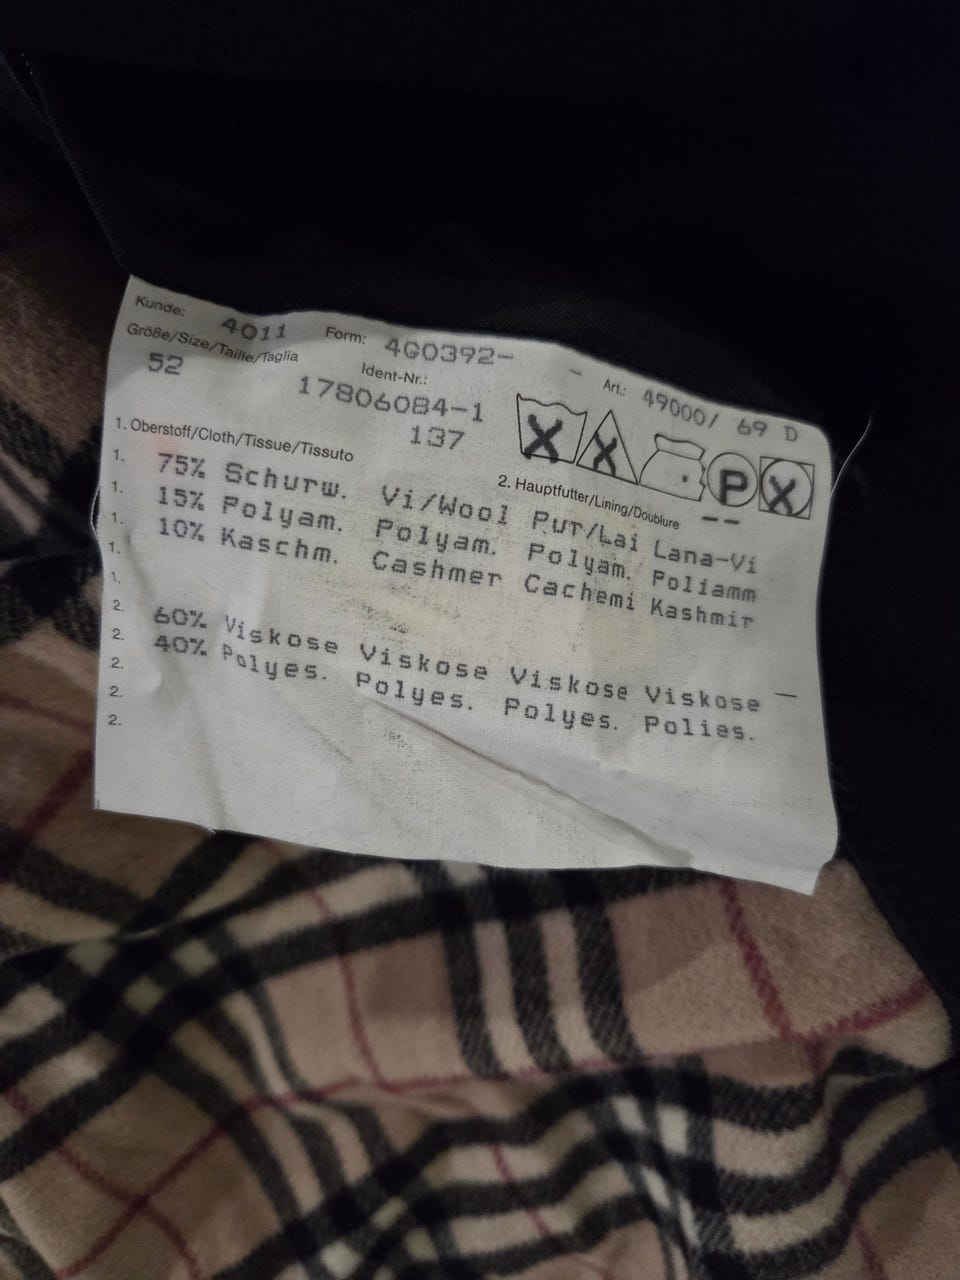 Kunde: 4011 Form: 4G0392- - Art.: 49000/ 69 D
Größe/Size/Taille/Taglia Ident-Nr.:
52 17806084-1
137
P
1. Oberstoff/Cloth/Tissue/Tissuto 2. Hauptfutter/Lining/Doublure
1. 75% Schurw. Vi/Wool Pur/Lai Lana-Vi
1. 15% Polyam. Polyam. Polyam. Poliamm
1. 10% Kaschm. Cashmer Cachemi Kashmir
1.
1.
2. 60% Viskose Viskose Viskose Viskose
2. 40% Polyes. Polyes. Polyes. Polies.
2.
2.
2.